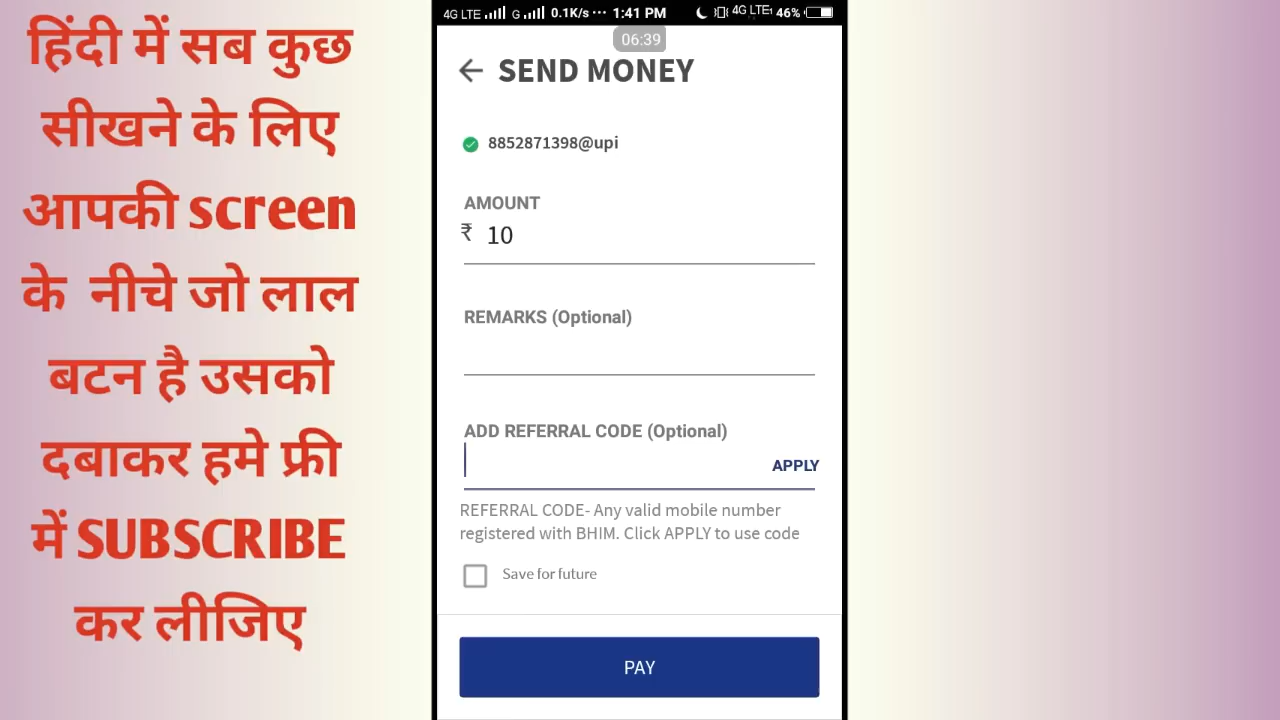 हिंदी में सब कुछ
सीखने के लिए
आपकी screen
के नीचे जो लाल
बटन है उसको
दबाकर हमे फ्री
में SUBSCRIBE
कर लीजिए
4G LTE G 0.1K/s ··· 1:41 PM 4G LTE 46%
06:39
SEND MONEY
8852871398@upi
AMOUNT
₹ 10
REMARKS (Optional)
ADD REFERRAL CODE (Optional)
APPLY
REFERRAL CODE- Any valid mobile number
registered with BHIM. Click APPLY to use code
Save for future
PAY